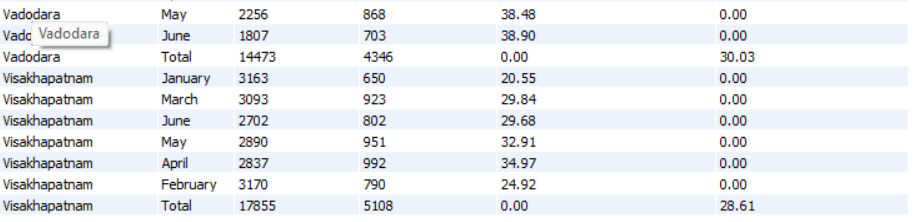 Vadodara May 2256 868 38.48 0.00
Vado Vadodara June 1807 703 38.90 0.00
Vadodara Total 14473 4346 0.00 30.03
Visakhapatnam January 3163 650 20.55 0.00
Visakhapatnam March 3093 923 29.84 0.00
Visakhapatnam June 2702 802 29.68 0.00
Visakhapatnam May 2890 951 32.91 0.00
Visakhapatnam April 2837 992 34.97 0.00
Visakhapatnam February 3170 790 24.92 0.00
Visakhapatnam Total 17855 5108 0.00 28.61